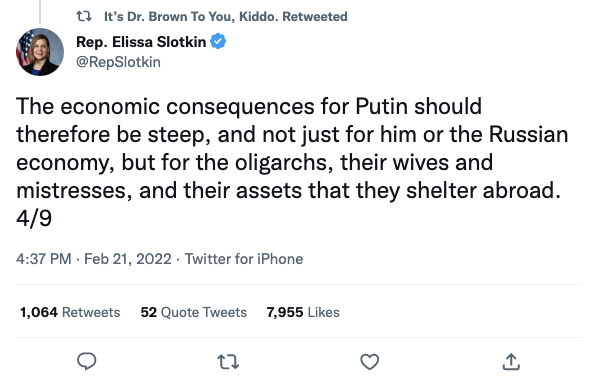 It's Dr. Brown To You, Kiddo. Retweeted
Rep. Elissa Slotkin
@RepSlotkin
The economic consequences for Putin should
therefore be steep, and not just for him or the Russian
economy, but for the oligarchs, their wives and
mistresses, and their assets that they shelter abroad.
4/9
4:37 PM · Feb 21, 2022 · Twitter for iPhone
1,064 Retweets 52 Quote Tweets 7,955 Likes